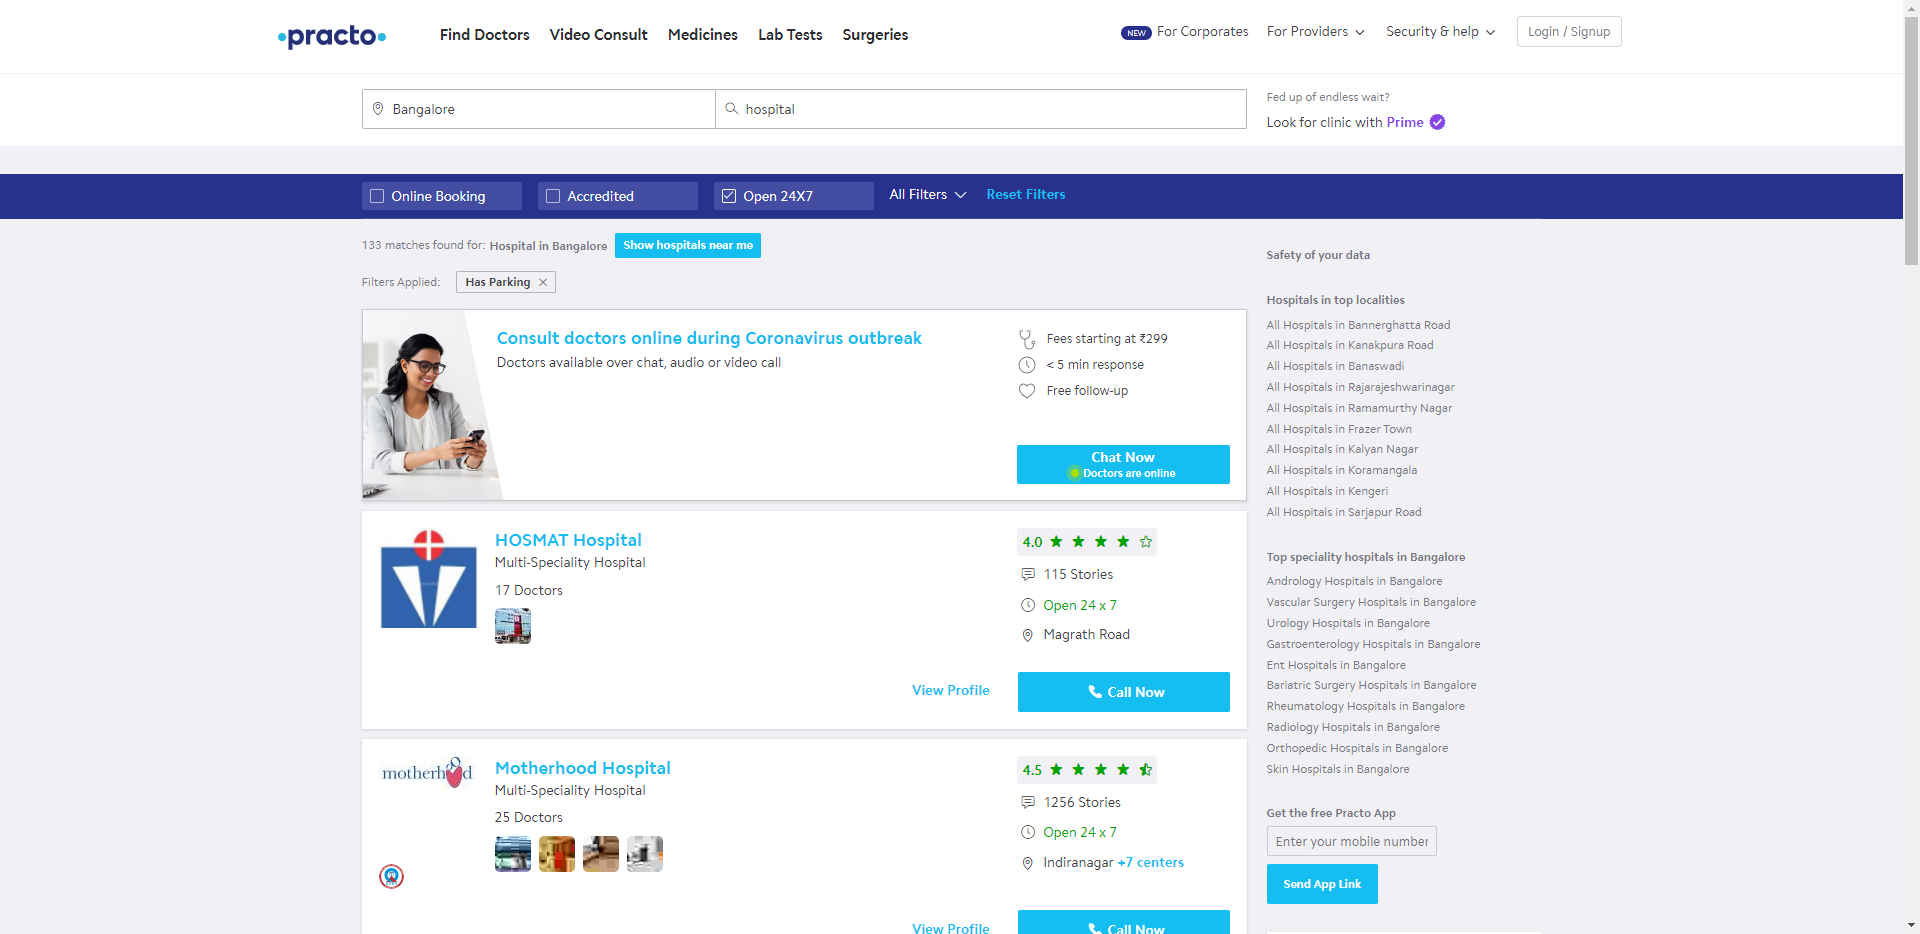 practo
Find Doctors
Video Consult
Medicines
Lab Tests
Surgeries
NEW For Corporates
For Providers
Security & help
Login / Signup
Bangalore
hospital
Fed up of endless wait?
Look for clinic with Prime
Online Booking
Accredited
Open 24X7
All Filters
Reset Filters
133 matches found for: Hospital in Bangalore
Show hospitals near me
Filters Applied:
Has Parking
Consult doctors online during Coronavirus outbreak
Doctors available over chat, audio or video call
Fees starting at ₹299
< 5 min response
Free follow-up
Chat Now
Doctors are online
HOSMAT Hospital
Multi-Speciality Hospital
17 Doctors
4.0
115 Stories
Open 24 x 7
Magrath Road
View Profile
Call Now
motherhood
Motherhood Hospital
Multi-Speciality Hospital
25 Doctors
4.5
1256 Stories
Open 24 x 7
Indiranagar +7 centers
View Profile
Call Now
Safety of your data
Hospitals in top localities
All Hospitals in Bannerghatta Road
All Hospitals in Kanakpura Road
All Hospitals in Banaswadi
All Hospitals in Rajarajeshwarinagar
All Hospitals in Ramamurthy Nagar
All Hospitals in Frazer Town
All Hospitals in Kalyan Nagar
All Hospitals in Koramangala
All Hospitals in Kengeri
All Hospitals in Sarjapur Road
Top speciality hospitals in Bangalore
Andrology Hospitals in Bangalore
Vascular Surgery Hospitals in Bangalore
Urology Hospitals in Bangalore
Gastroenterology Hospitals in Bangalore
Ent Hospitals in Bangalore
Bariatric Surgery Hospitals in Bangalore
Rheumatology Hospitals in Bangalore
Radiology Hospitals in Bangalore
Orthopedic Hospitals in Bangalore
Skin Hospitals in Bangalore
Get the free Practo App
Enter your mobile number
Send App Link